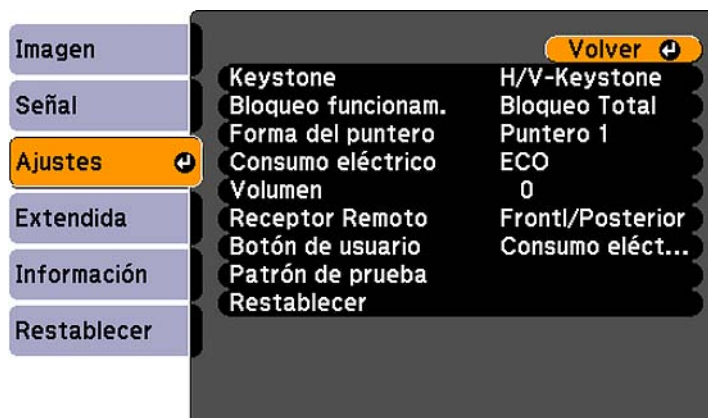 Imagen
Señal
Ajustes
Extendida
Información
Restablecer
Volver
Keystone H/V-Keystone
Bloqueo funcionam. Bloqueo Total
Forma del puntero Puntero 1
Consumo eléctrico ECO
Volumen 0
Receptor Remoto Frontl/Posterior
Botón de usuario Consumo eléct...
Patrón de prueba
Restablecer